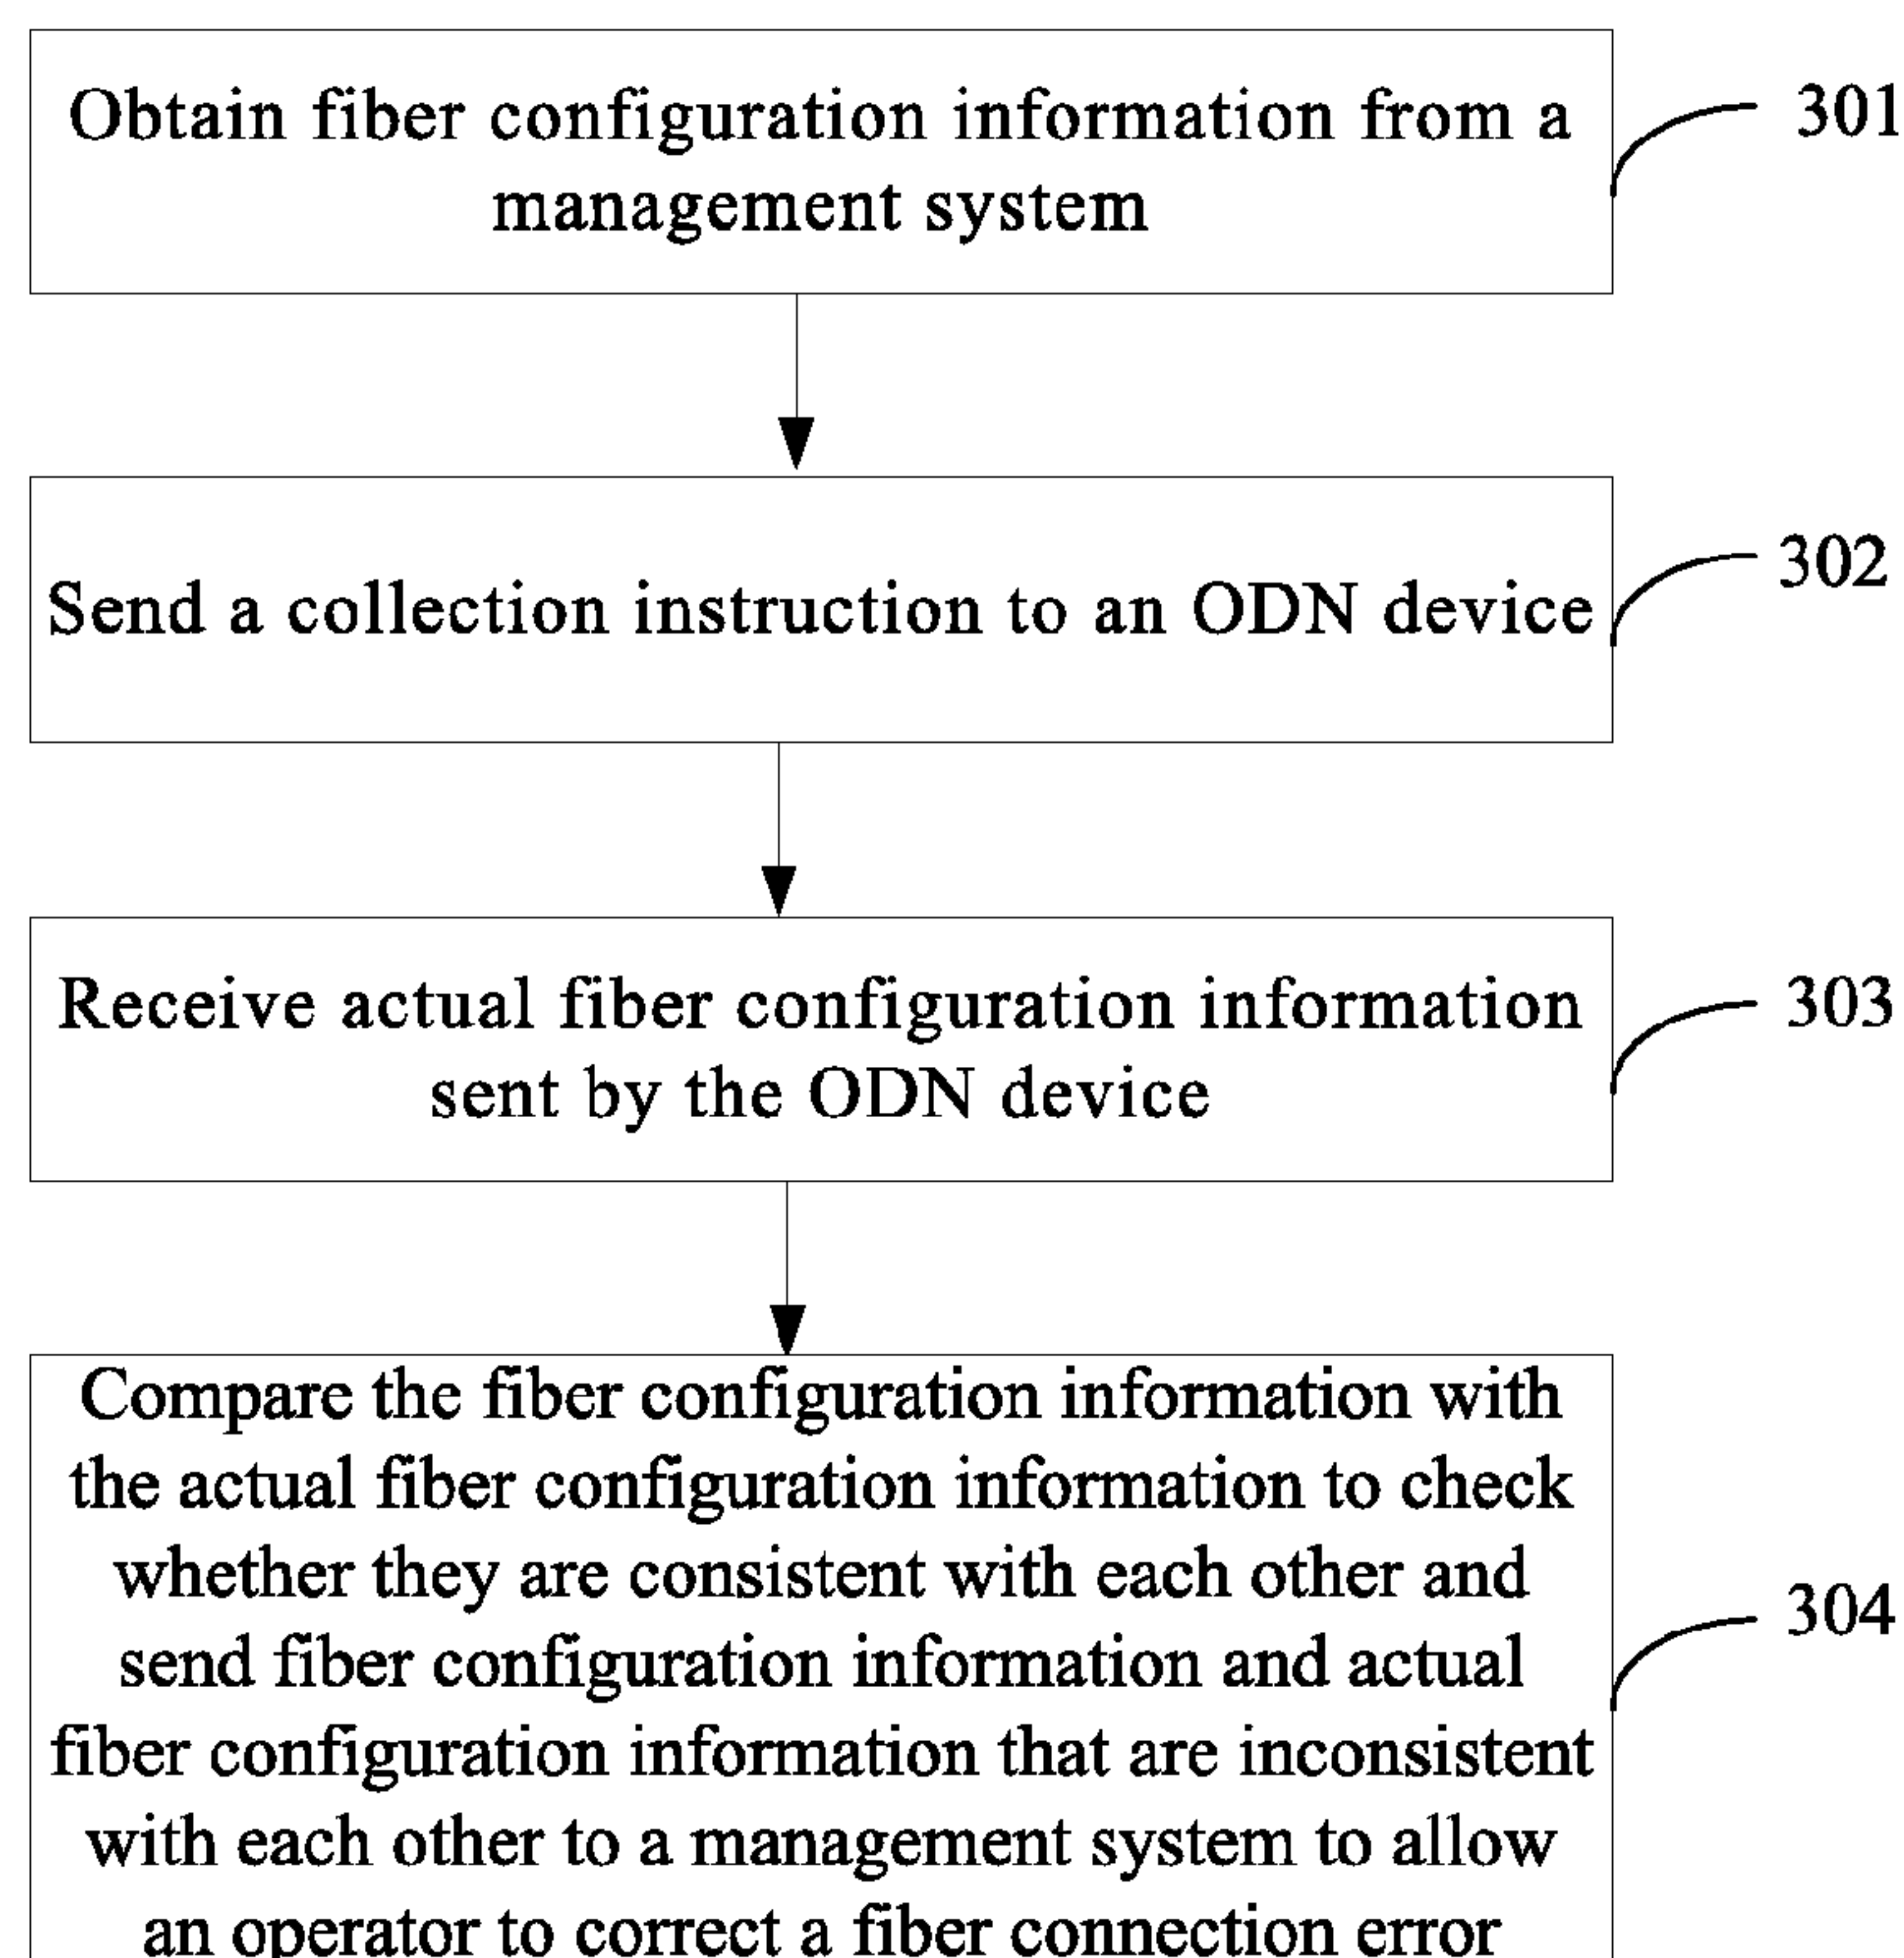 Obtain fiber configuration information from a
management system
301
Send a collection instruction to an ODN device
302
Receive actual fiber configuration information
sent by the ODN device
303
Compare the fiber configuration information with
the actual fiber configuration information to check
whether they are consistent with each other and
send fiber configuration information and actual
fiber configuration information that are inconsistent
with each other to a management system to allow
an operator to correct a fiber connection error
304